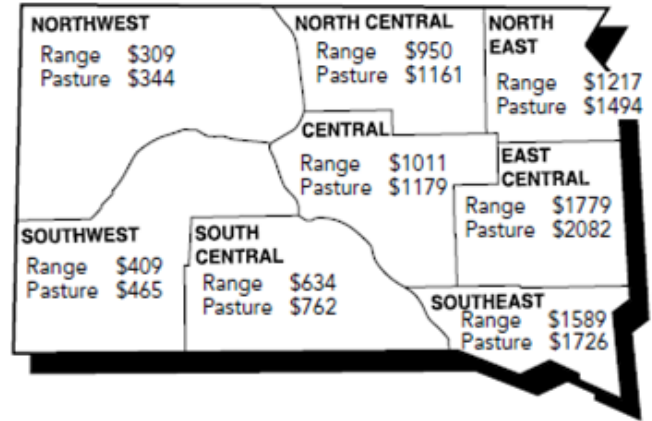 NORTHWEST
Range $309
Pasture $344
NORTH CENTRAL
Range $950
Pasture $1161
NORTH
EAST
Range $1217
Pasture $1494
CENTRAL
Range $1011
Pasture $1179
EAST
CENTRAL
Range $1779
Pasture $2082
SOUTHWEST
Range $409
Pasture $465
SOUTH
CENTRAL
Range $634
Pasture $762
SOUTHEAST
Range $1589
Pasture $1726